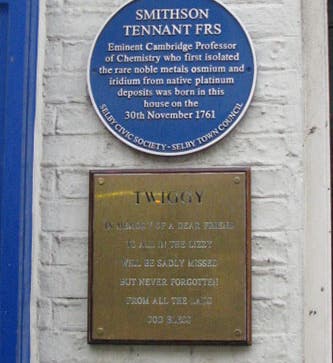 SMITHSON
TENNANT FRS
Eminent Cambridge Professor
of Chemistry who first isolated
the rare noble metals osmium and
iridium from native platinum
deposits was born in this
house on the
30th November 1761
SELBY CIVIC SOCIETY - SELBY TOWN COUNCIL
TWIGGY
IN MEMORY OF A DEAR FRIEND
TO ALL IN THE LIZZY
WILL BE SADLY MISSED
BUT NEVER FORGOTTEN
FROM ALL THE LADS
GOD BLESS